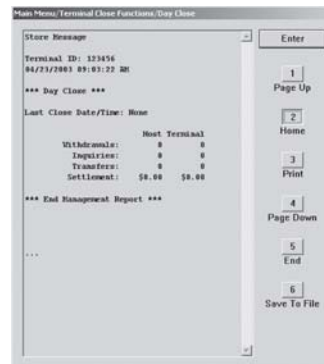 Main Menu/Terminal Close Functions/Day Close
Store Message
Terminal ID: 123456
04/23/2003 09:03:22 AM
*** Day Close ***
Last Close Date/Time: None
Host Terminal
Withdrawals: 0 0
Inquiries: 0 0
Transfers: 0 0
Settlement: $0.00 $0.00
*** End Management Report ***
...
Enter
1
Page Up
2
Home
3
Print
4
Page Down
5
End
6
Save To File